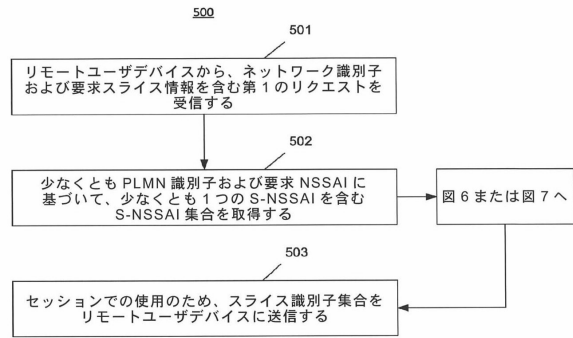 500
501
リモートユーザデバイスから、ネットワーク識別子
および要求スライス情報を含む第1のリクエストを
受信する
502
少なくとも PLMN 識別子および要求 NSSAI に
基づいて、少なくとも1つの S-NSSAI を含む
S-NSSAI 集合を取得する
図6または図7へ
503
セッションでの使用のため、スライス識別子集合を
リモートユーザデバイスに送信する